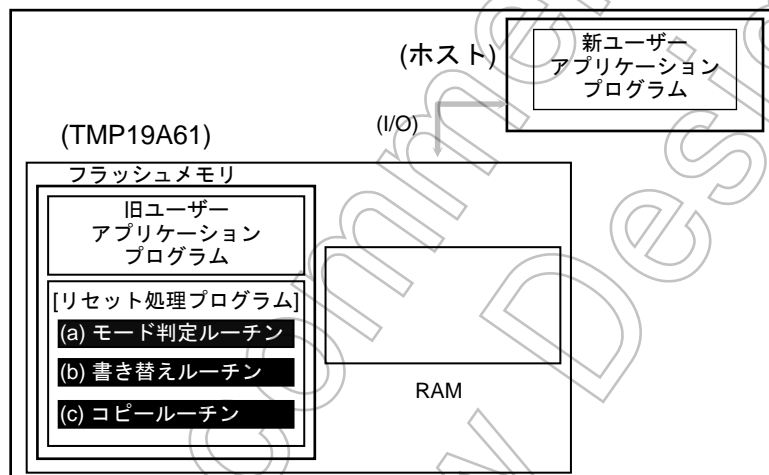 (ホスト)
新ユーザー
アプリケーション
プログラム
(I/O)
(TMP19A61)
フラッシュメモリ
旧ユーザー
アプリケーション
プログラム
[リセット処理プログラム]
(a) モード判定ルーチン
(b) 書き替えルーチン
(c) コピールーチン
RAM